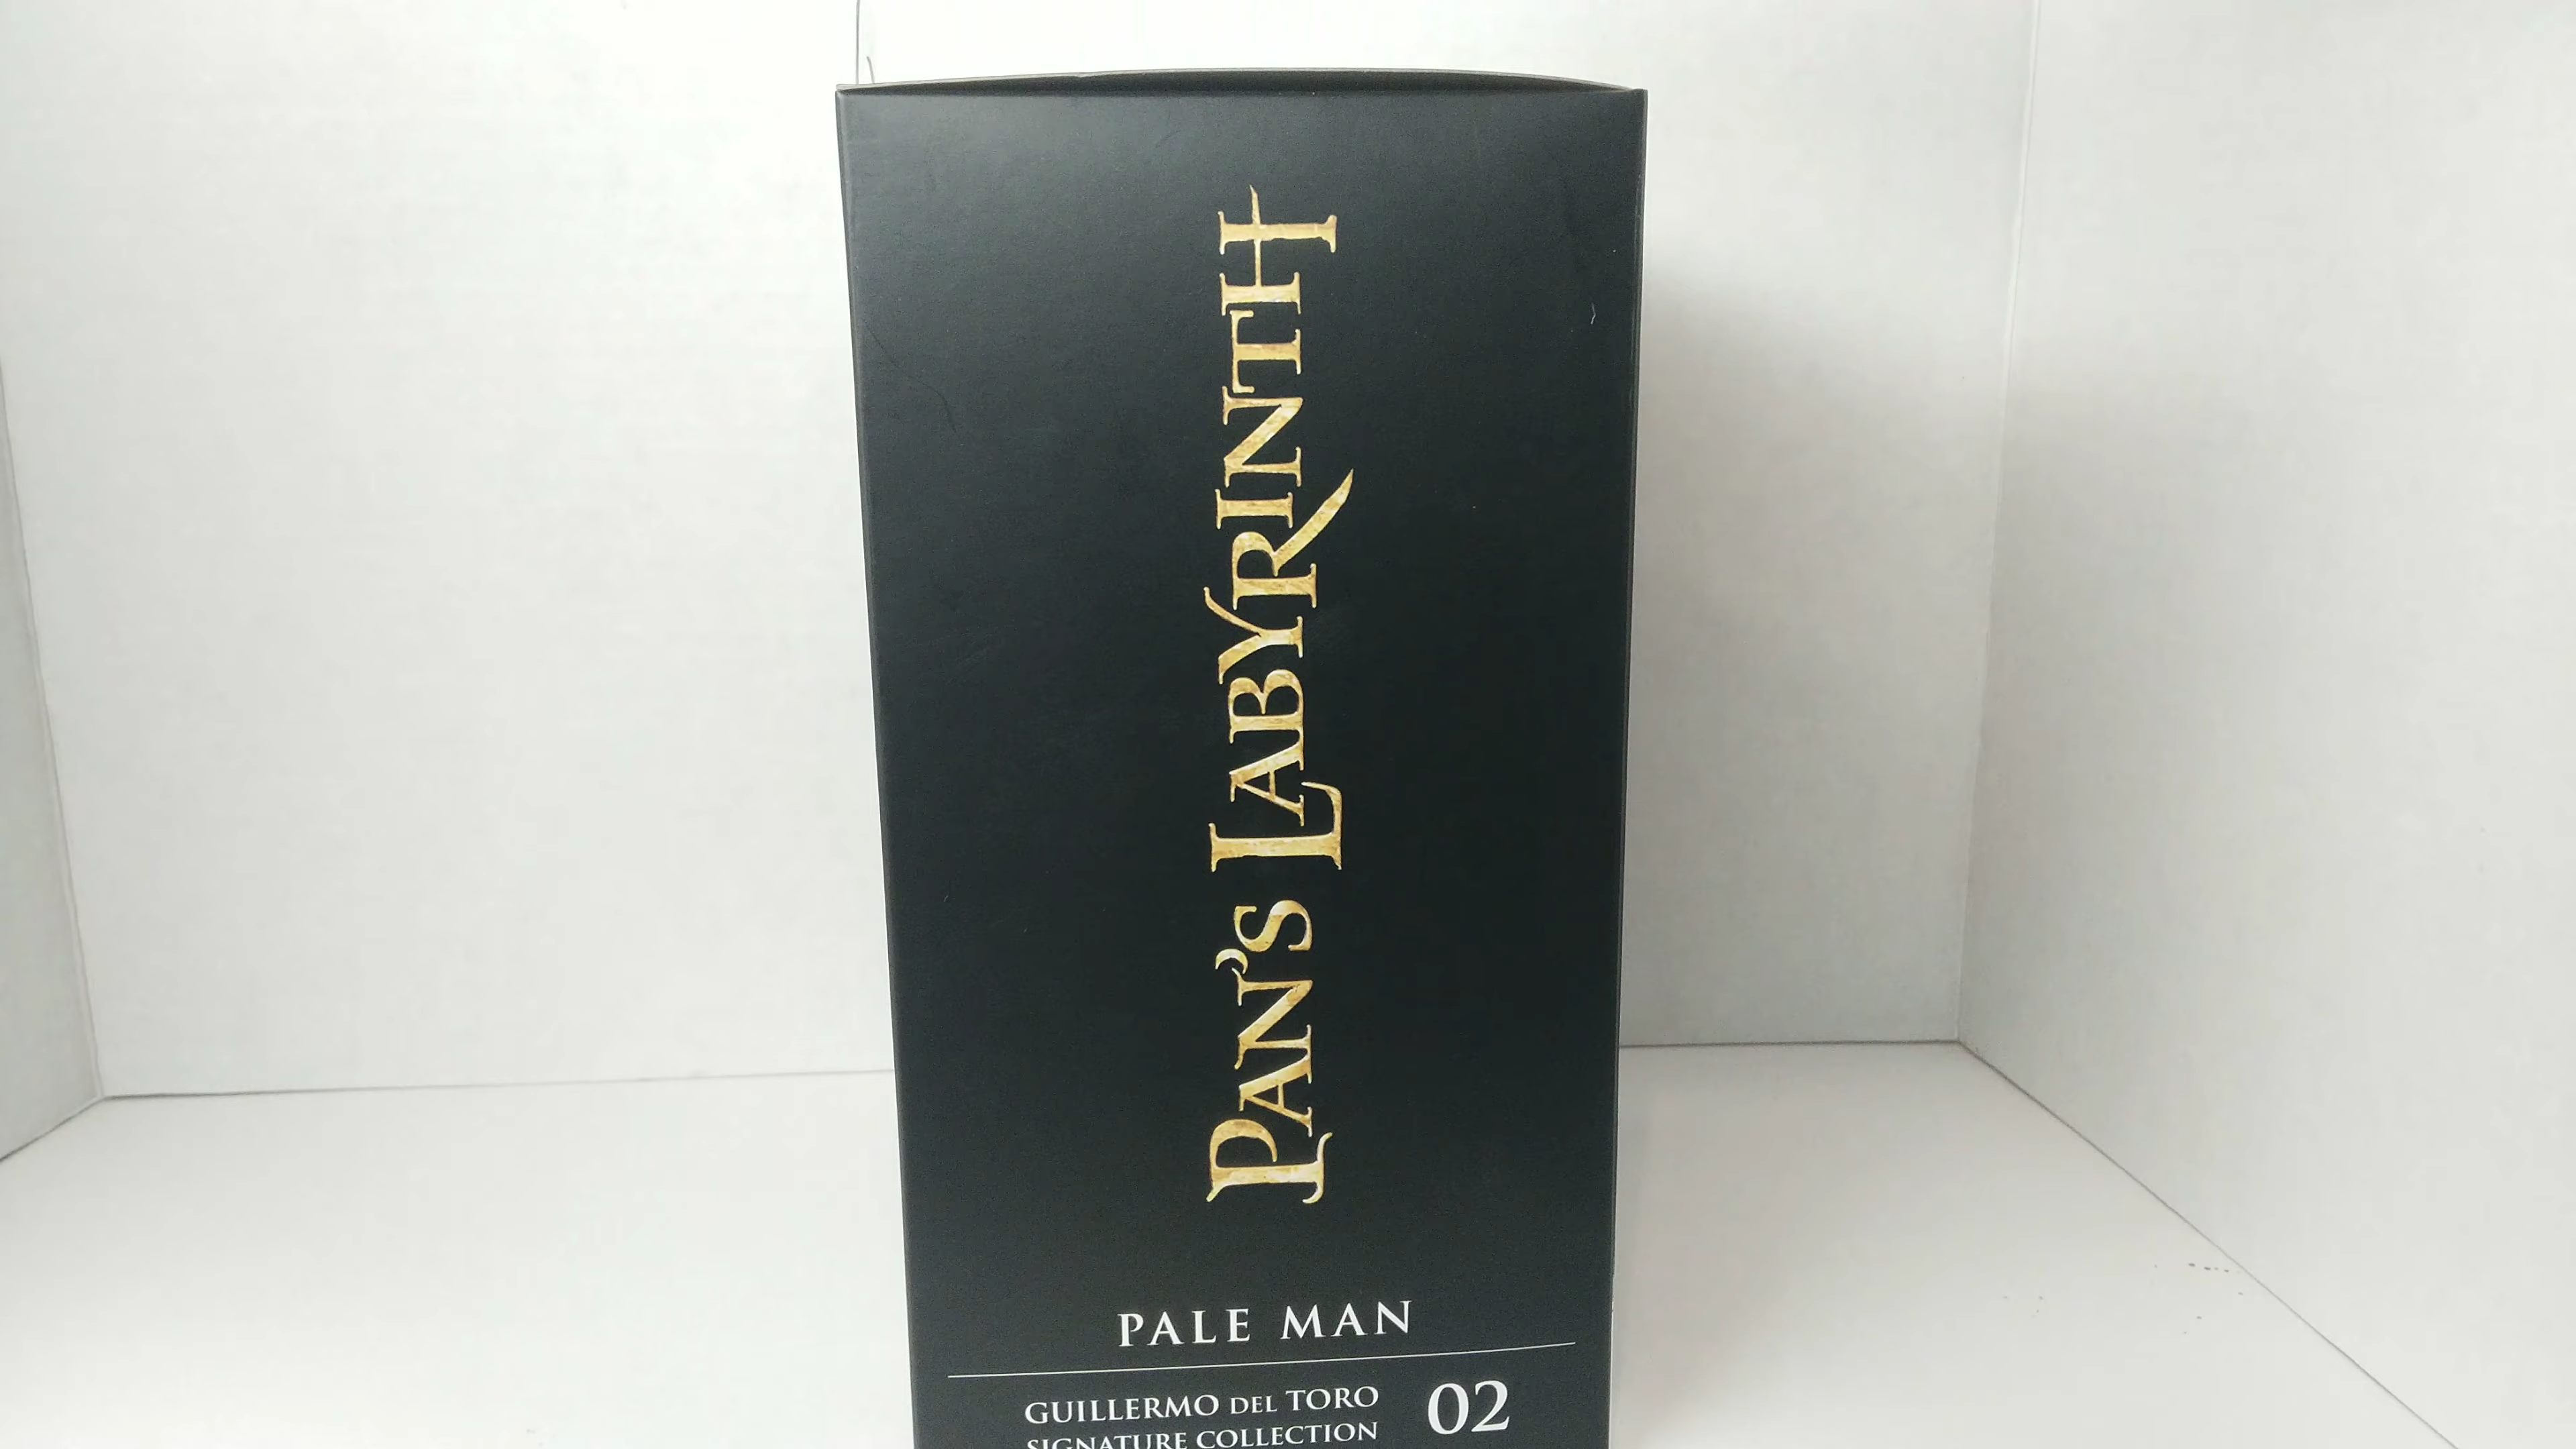 PAN'S LABYRINTH
PALE MAN
GUILLERMO DEL TORO
SIGNATURE COLLECTION
02